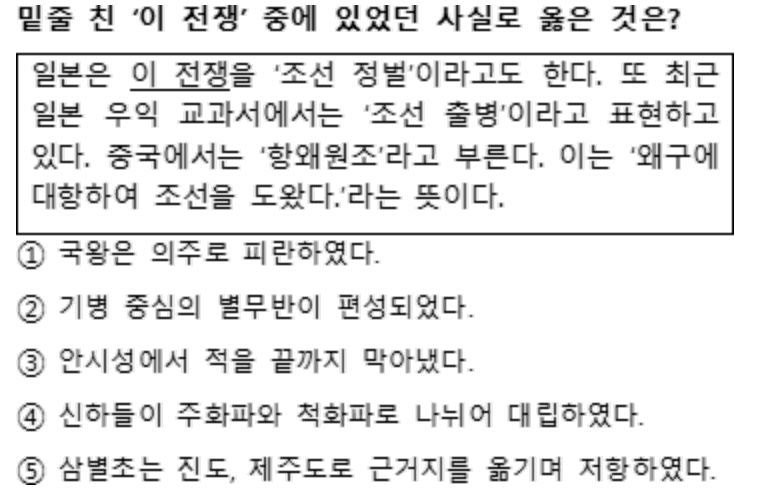 밑줄 친 '이 전쟁' 중에 있었던 사실로 옳은 것은?
일본은 이 전쟁을 '조선 정벌'이라고도 한다. 또 최근
일본 우익 교과서에서는 '조선 출병'이라고 표현하고
있다. 중국에서는 '항왜원조'라고 부른다. 이는 '왜구에
대항하여 조선을 도왔다.'라는 뜻이다.
① 국왕은 의주로 피란하였다.
② 기병 중심의 별무반이 편성되었다.
③ 안시성에서 적을 끝까지 막아냈다.
④ 신하들이 주화파와 척화파로 나뉘어 대립하였다.
⑤ 삼별초는 진도, 제주도로 근거지를 옮기며 저항하였다.